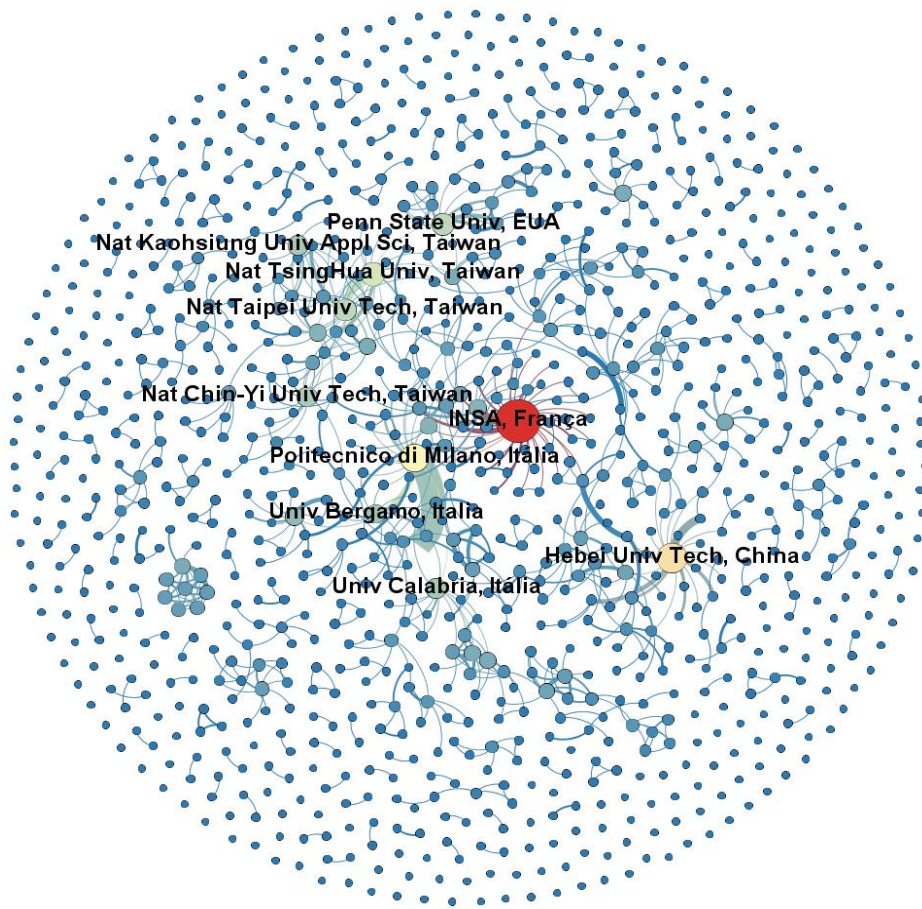 Penn State Univ, EUA
Nat Kaohsiung Univ Appl Sci, Taiwan
Nat TsingHua Univ, Taiwan
Nat Taipei Univ Tech, Taiwan
Nat Chin-Yi Univ Tech, Taiwan
INSA, França
Politecnico di Milano, Itália
Univ Bergamo, Italia
Hebei Univ Tech, China
Univ Calabria, Itália